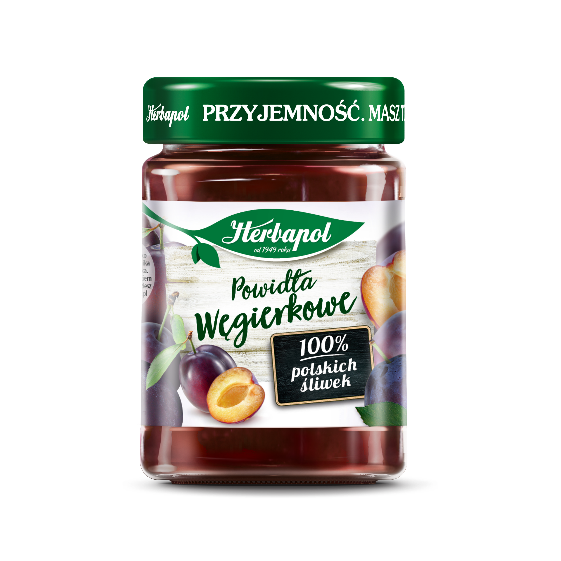 Herbapol PRZYJEMNOŚĆ. MASZ T
Herbapol
od 1949 roku
Powidła
Węgierkowe
100%
polskich
śliwek